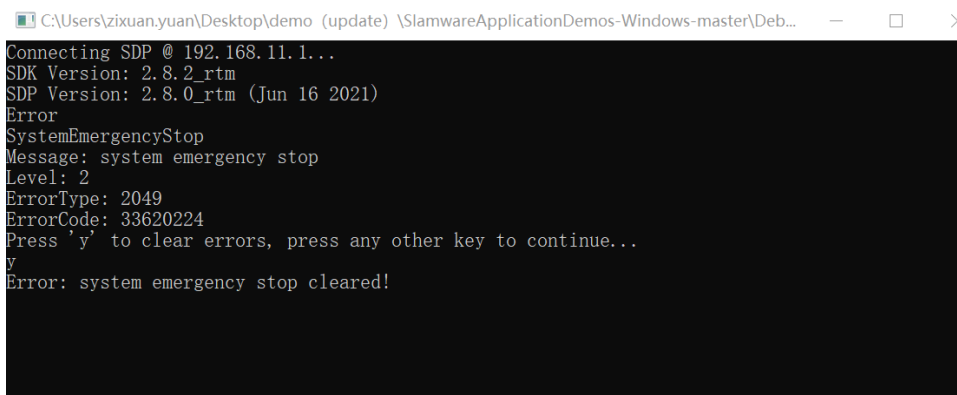 C:\Users\zixuan.yuan\Desktop\demo（update）\SlamwareApplicationDemos-Windows-master\Deb...
Connecting SDP @ 192.168.11.1...
SDK Version: 2.8.2_rtm
SDP Version: 2.8.0_rtm (Jun 16 2021)
Error
SystemEmergencyStop
Message: system emergency stop
Level: 2
ErrorType: 2049
ErrorCode: 33620224
Press 'y' to clear errors, press any other key to continue...
y
Error: system emergency stop cleared!